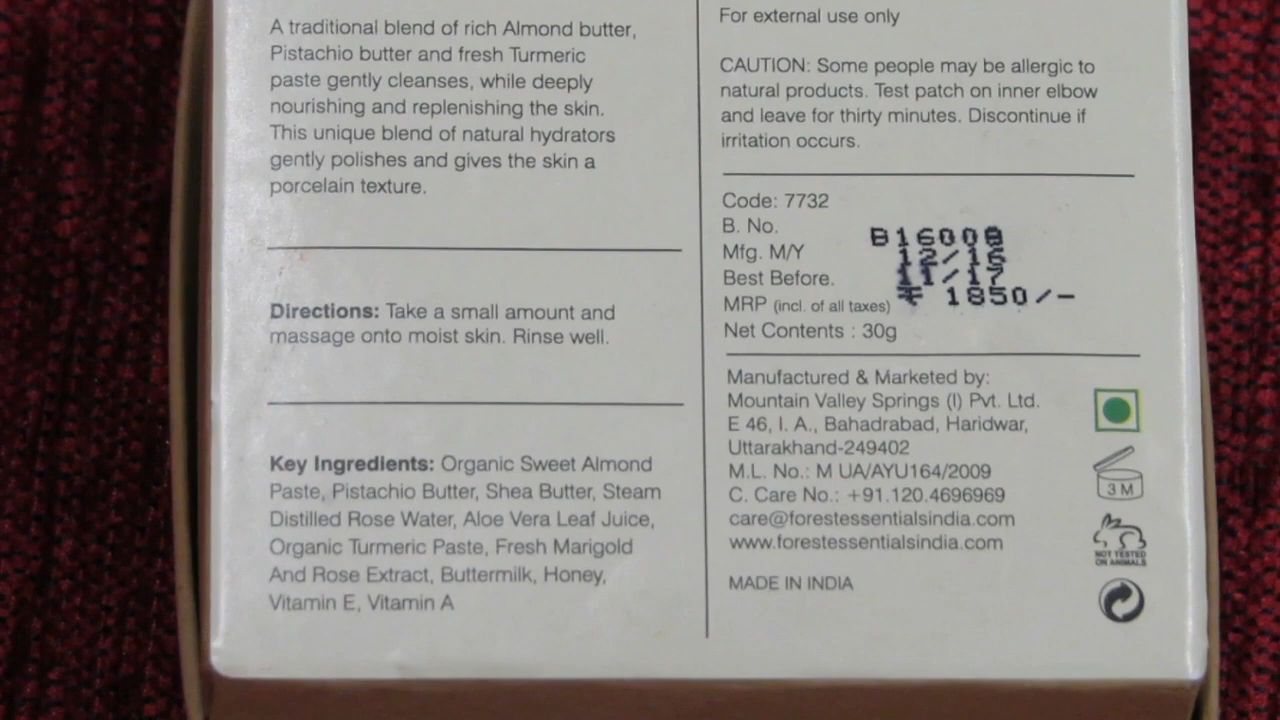 A traditional blend of rich Almond butter,
Pistachio butter and fresh Turmeric
paste gently cleanses, while deeply
nourishing and replenishing the skin.
This unique blend of natural hydrators
gently polishes and gives the skin a
porcelain texture.
Directions: Take a small amount and
massage onto moist skin. Rinse well.
Key Ingredients: Organic Sweet Almond
Paste, Pistachio Butter, Shea Butter, Steam
Distilled Rose Water, Aloe Vera Leaf Juice,
Organic Turmeric Paste, Fresh Marigold
And Rose Extract, Buttermilk, Honey,
Vitamin E, Vitamin A
For external use only
CAUTION: Some people may be allergic to
natural products. Test patch on inner elbow
and leave for thirty minutes. Discontinue if
irritation occurs.
Code: 7732
B. No.
Mfg. M/Y 12/16
Best Before. 11/17
MRP (incl. of all taxes) ₹ 1850/-
Net Contents : 30g
Manufactured & Marketed by:
Mountain Valley Springs (I) Pvt. Ltd.
E 46, I. A., Bahadrabad, Haridwar,
Uttarakhand-249402
M.L. No.: M UA/AYU164/2009
C. Care No.: +91.120.4696969
care@forestessentialsindia.com
www.forestessentialsindia.com
MADE IN INDIA
3 M
NOT TESTED
ON ANIMALS